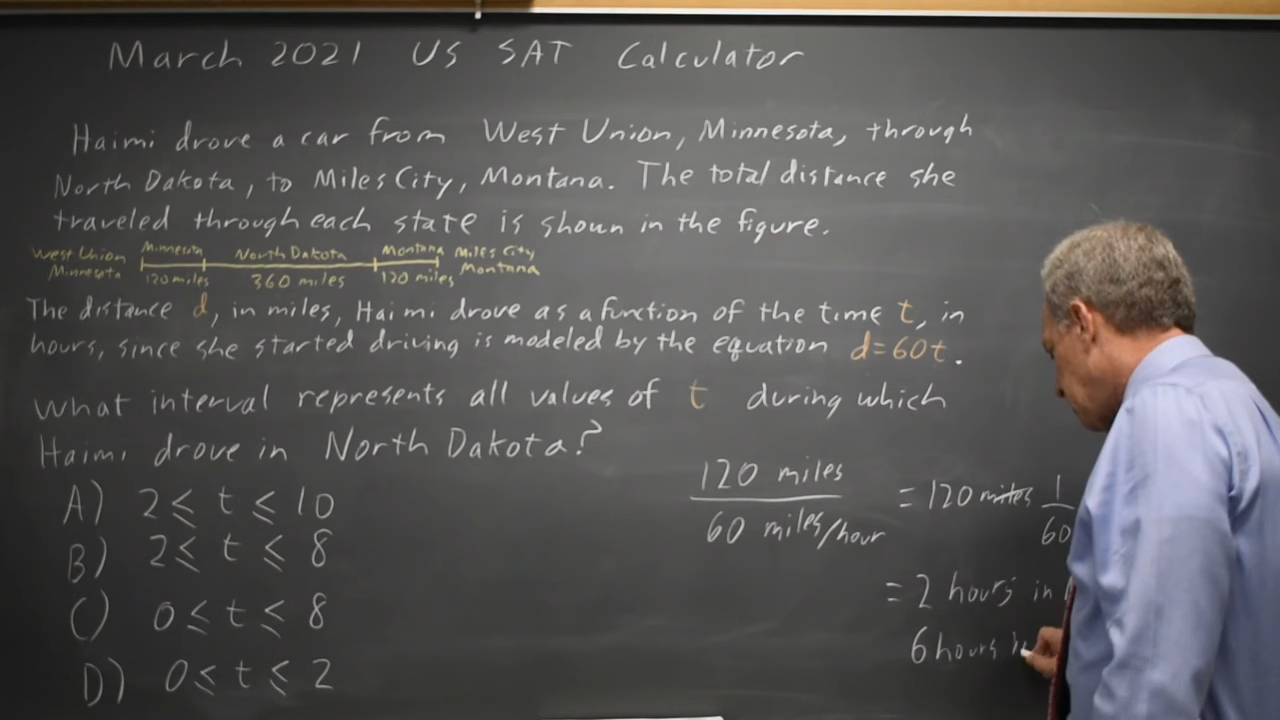 March 2021 US SAT Calculator
Haimi drove a car from West Union, Minnesota, through
North Dakota, to Miles City, Montana. The total distance she
traveled through each state is shown in the figure.
West Union Minnesota North Dakota Montana Miles City
Minnesota 120 miles 360 miles 120 miles Montana
The distance d, in miles, Haimi drove as a function of the time t, in
hours, since she started driving is modeled by the equation d=60t.
What interval represents all values of t during which
Haimi drove in North Dakota?
A) 2 ≤ t ≤ 10
B) 2 ≤ t ≤ 8
C) 0 ≤ t ≤ 8
D) 0 ≤ t ≤ 2
120 miles
60 miles/hour
= 120 miles 1
60
= 2 hours in
6 hours